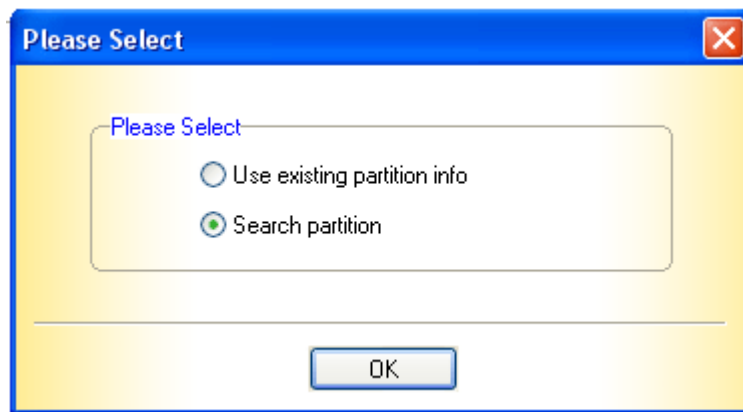 Please Select
Please Select
Use existing partition info
Search partition
OK